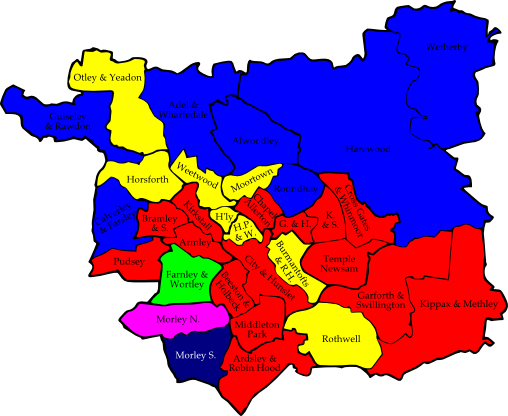 Wetherby
Otley & Yeadon
Guiseley
& Rawdon
Adel &
Wharfedale
Alwoodley
Harewood
Horsforth
Weetwood
Moortown
Roundhay
Calverley
& Farsley
Bramley
& S.
Kirkstall
H'ly
H.P.
& W.
Chapel
Allerton
G. & H.
K.
& S.
Cross Gates
& Whinmoor
Armley
Pudsey
Farnley &
Wortley
Beeston &
Holbeck
City & Hunslet
Burmantofts
& R.H.
Temple
Newsam
Garforth &
Swillington
Kippax & Methley
Morley N.
Middleton
Park
Rothwell
Morley S.
Ardsley &
Robin Hood